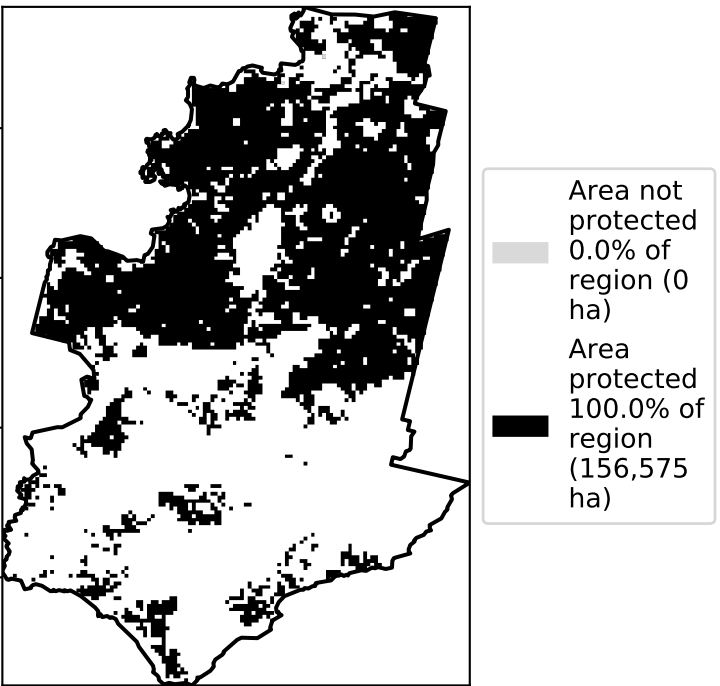 Area not
protected
0.0% of
region (0
ha)
Area
protected
100.0% of
region
(156,575
ha)